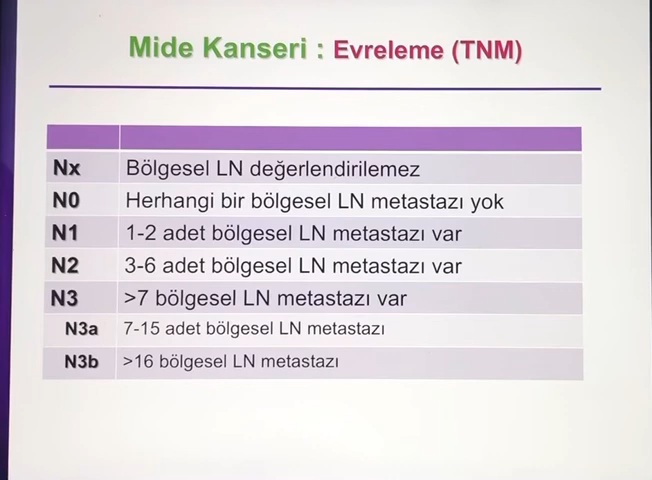 Mide Kanseri : Evreleme (TNM)
Nx Bölgesel LN değerlendirilemez
N0 Herhangi bir bölgesel LN metastazı yok
N1 1-2 adet bölgesel LN metastazı var
N2 3-6 adet bölgesel LN metastazı var
N3 >7 bölgesel LN metastazı var
N3a 7-15 adet bölgesel LN metastazı
N3b >16 bölgesel LN metastazı